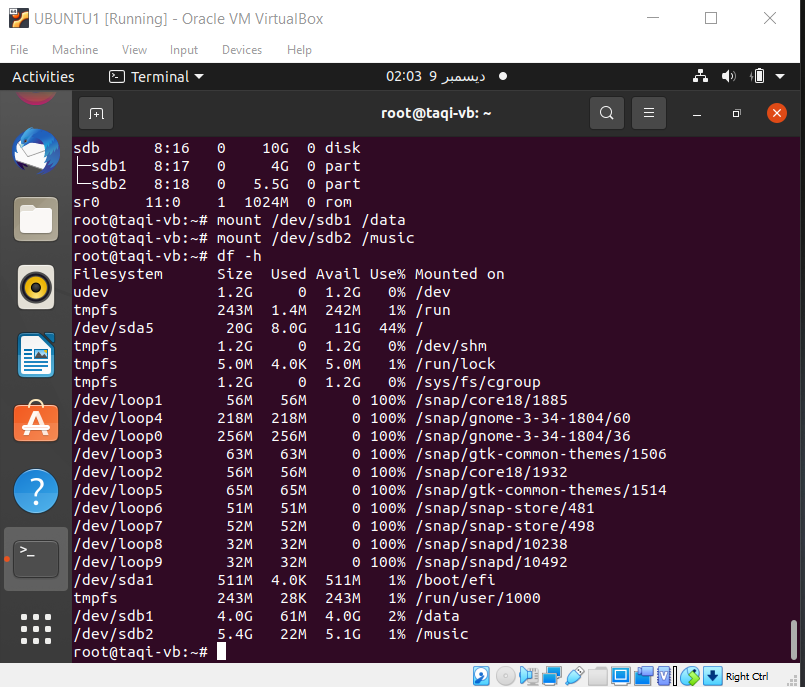 UBUNTU1 [Running] - Oracle VM VirtualBox
File Machine View Input Devices Help
Activities Terminal 02:03 9 ديسمبر
root@taqi-vb: ~
sdb      8:16   0    10G  0 disk
├─sdb1   8:17   0     4G  0 part
└─sdb2   8:18   0   5.5G  0 part
sr0     11:0    1  1024M  0 rom
root@taqi-vb:~# mount /dev/sdb1 /data
root@taqi-vb:~# mount /dev/sdb2 /music
root@taqi-vb:~# df -h
Filesystem      Size  Used Avail Use% Mounted on
udev            1.2G     0  1.2G   0% /dev
tmpfs           243M  1.4M  242M   1% /run
/dev/sda5        20G  8.0G   11G  44% /
tmpfs           1.2G     0  1.2G   0% /dev/shm
tmpfs           5.0M  4.0K  5.0M   1% /run/lock
tmpfs           1.2G     0  1.2G   0% /sys/fs/cgroup
/dev/loop1       56M   56M     0 100% /snap/core18/1885
/dev/loop4      218M  218M     0 100% /snap/gnome-3-34-1804/60
/dev/loop0      256M  256M     0 100% /snap/gnome-3-34-1804/36
/dev/loop3       63M   63M     0 100% /snap/gtk-common-themes/1506
/dev/loop2       56M   56M     0 100% /snap/core18/1932
/dev/loop5       65M   65M     0 100% /snap/gtk-common-themes/1514
/dev/loop6       51M   51M     0 100% /snap/snap-store/481
/dev/loop7       52M   52M     0 100% /snap/snap-store/498
/dev/loop8       32M   32M     0 100% /snap/snapd/10238
/dev/loop9       32M   32M     0 100% /snap/snapd/10492
/dev/sda1       511M  4.0K  511M   1% /boot/efi
tmpfs           243M   28K  243M   1% /run/user/1000
/dev/sdb1       4.0G   61M  4.0G   2% /data
/dev/sdb2       5.4G   22M  5.1G   1% /music
root@taqi-vb:~#
Right Ctrl